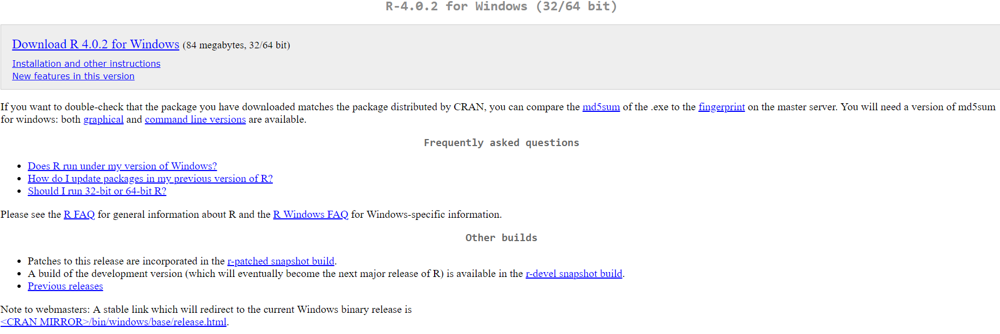 R-4.0.2 for Windows (32/64 bit)
Download R 4.0.2 for Windows (84 megabytes, 32/64 bit)
Installation and other instructions
New features in this version
If you want to double-check that the package you have downloaded matches the package distributed by CRAN, you can compare the md5sum of the .exe to the fingerprint on the master server. You will need a version of md5sum
for windows: both graphical and command line versions are available.
Frequently asked questions
• Does R run under my version of Windows?
• How do I update packages in my previous version of R?
• Should I run 32-bit or 64-bit R?
Please see the R FAQ for general information about R and the R Windows FAQ for Windows-specific information.
Other builds
• Patches to this release are incorporated in the r-patched snapshot build.
• A build of the development version (which will eventually become the next major release of R) is available in the r-devel snapshot build.
• Previous releases
Note to webmasters: A stable link which will redirect to the current Windows binary release is
<CRAN MIRROR>/bin/windows/base/release.html.